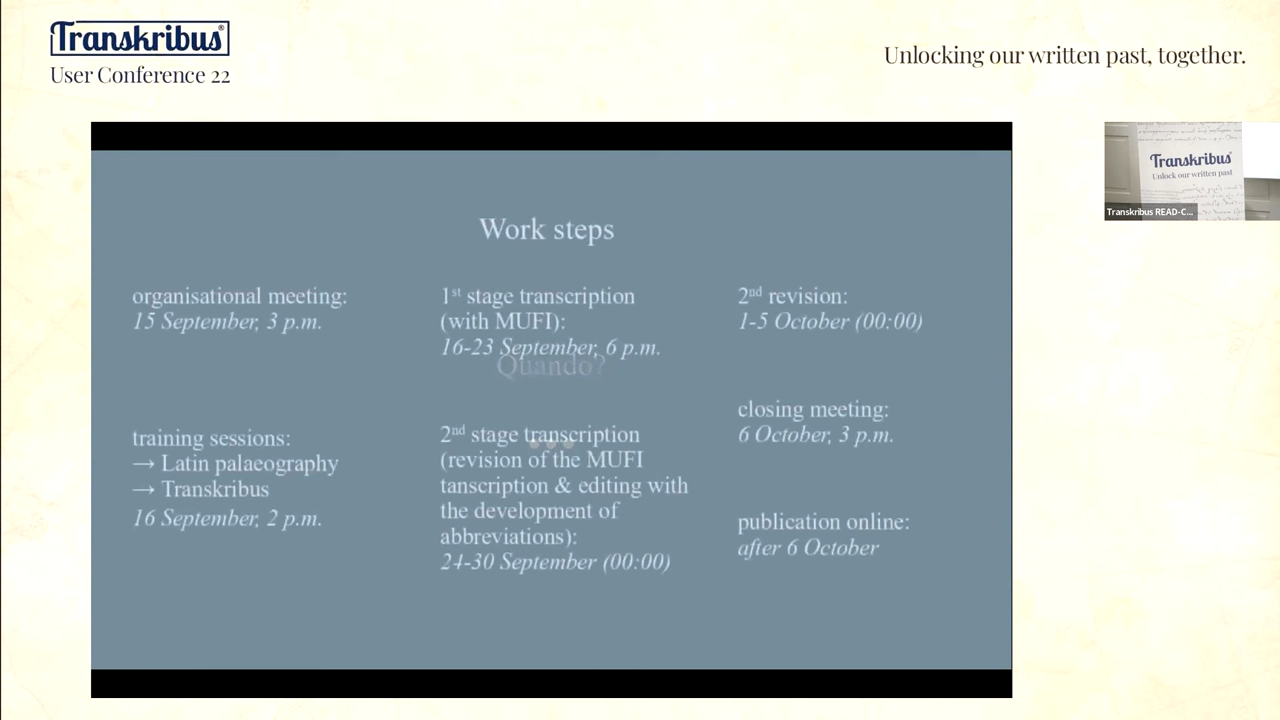 Transkribus®
User Conference 22
Unlocking our written past, together.
Transkribus®
Unlock our written past
Transkribus READ-C...
Work steps
organisational meeting:
15 September, 3 p.m.
training sessions:
→ Latin palaeography
→ Transkribus
16 September, 2 p.m.
1st stage transcription
(with MUFI):
16-23 September, 6 p.m.
Quando?
2nd stage transcription
(revision of the MUFI
tanscription & editing with
the development of
abbreviations):
24-30 September (00:00)
2nd revision:
1-5 October (00:00)
closing meeting:
6 October, 3 p.m.
publication online:
after 6 October